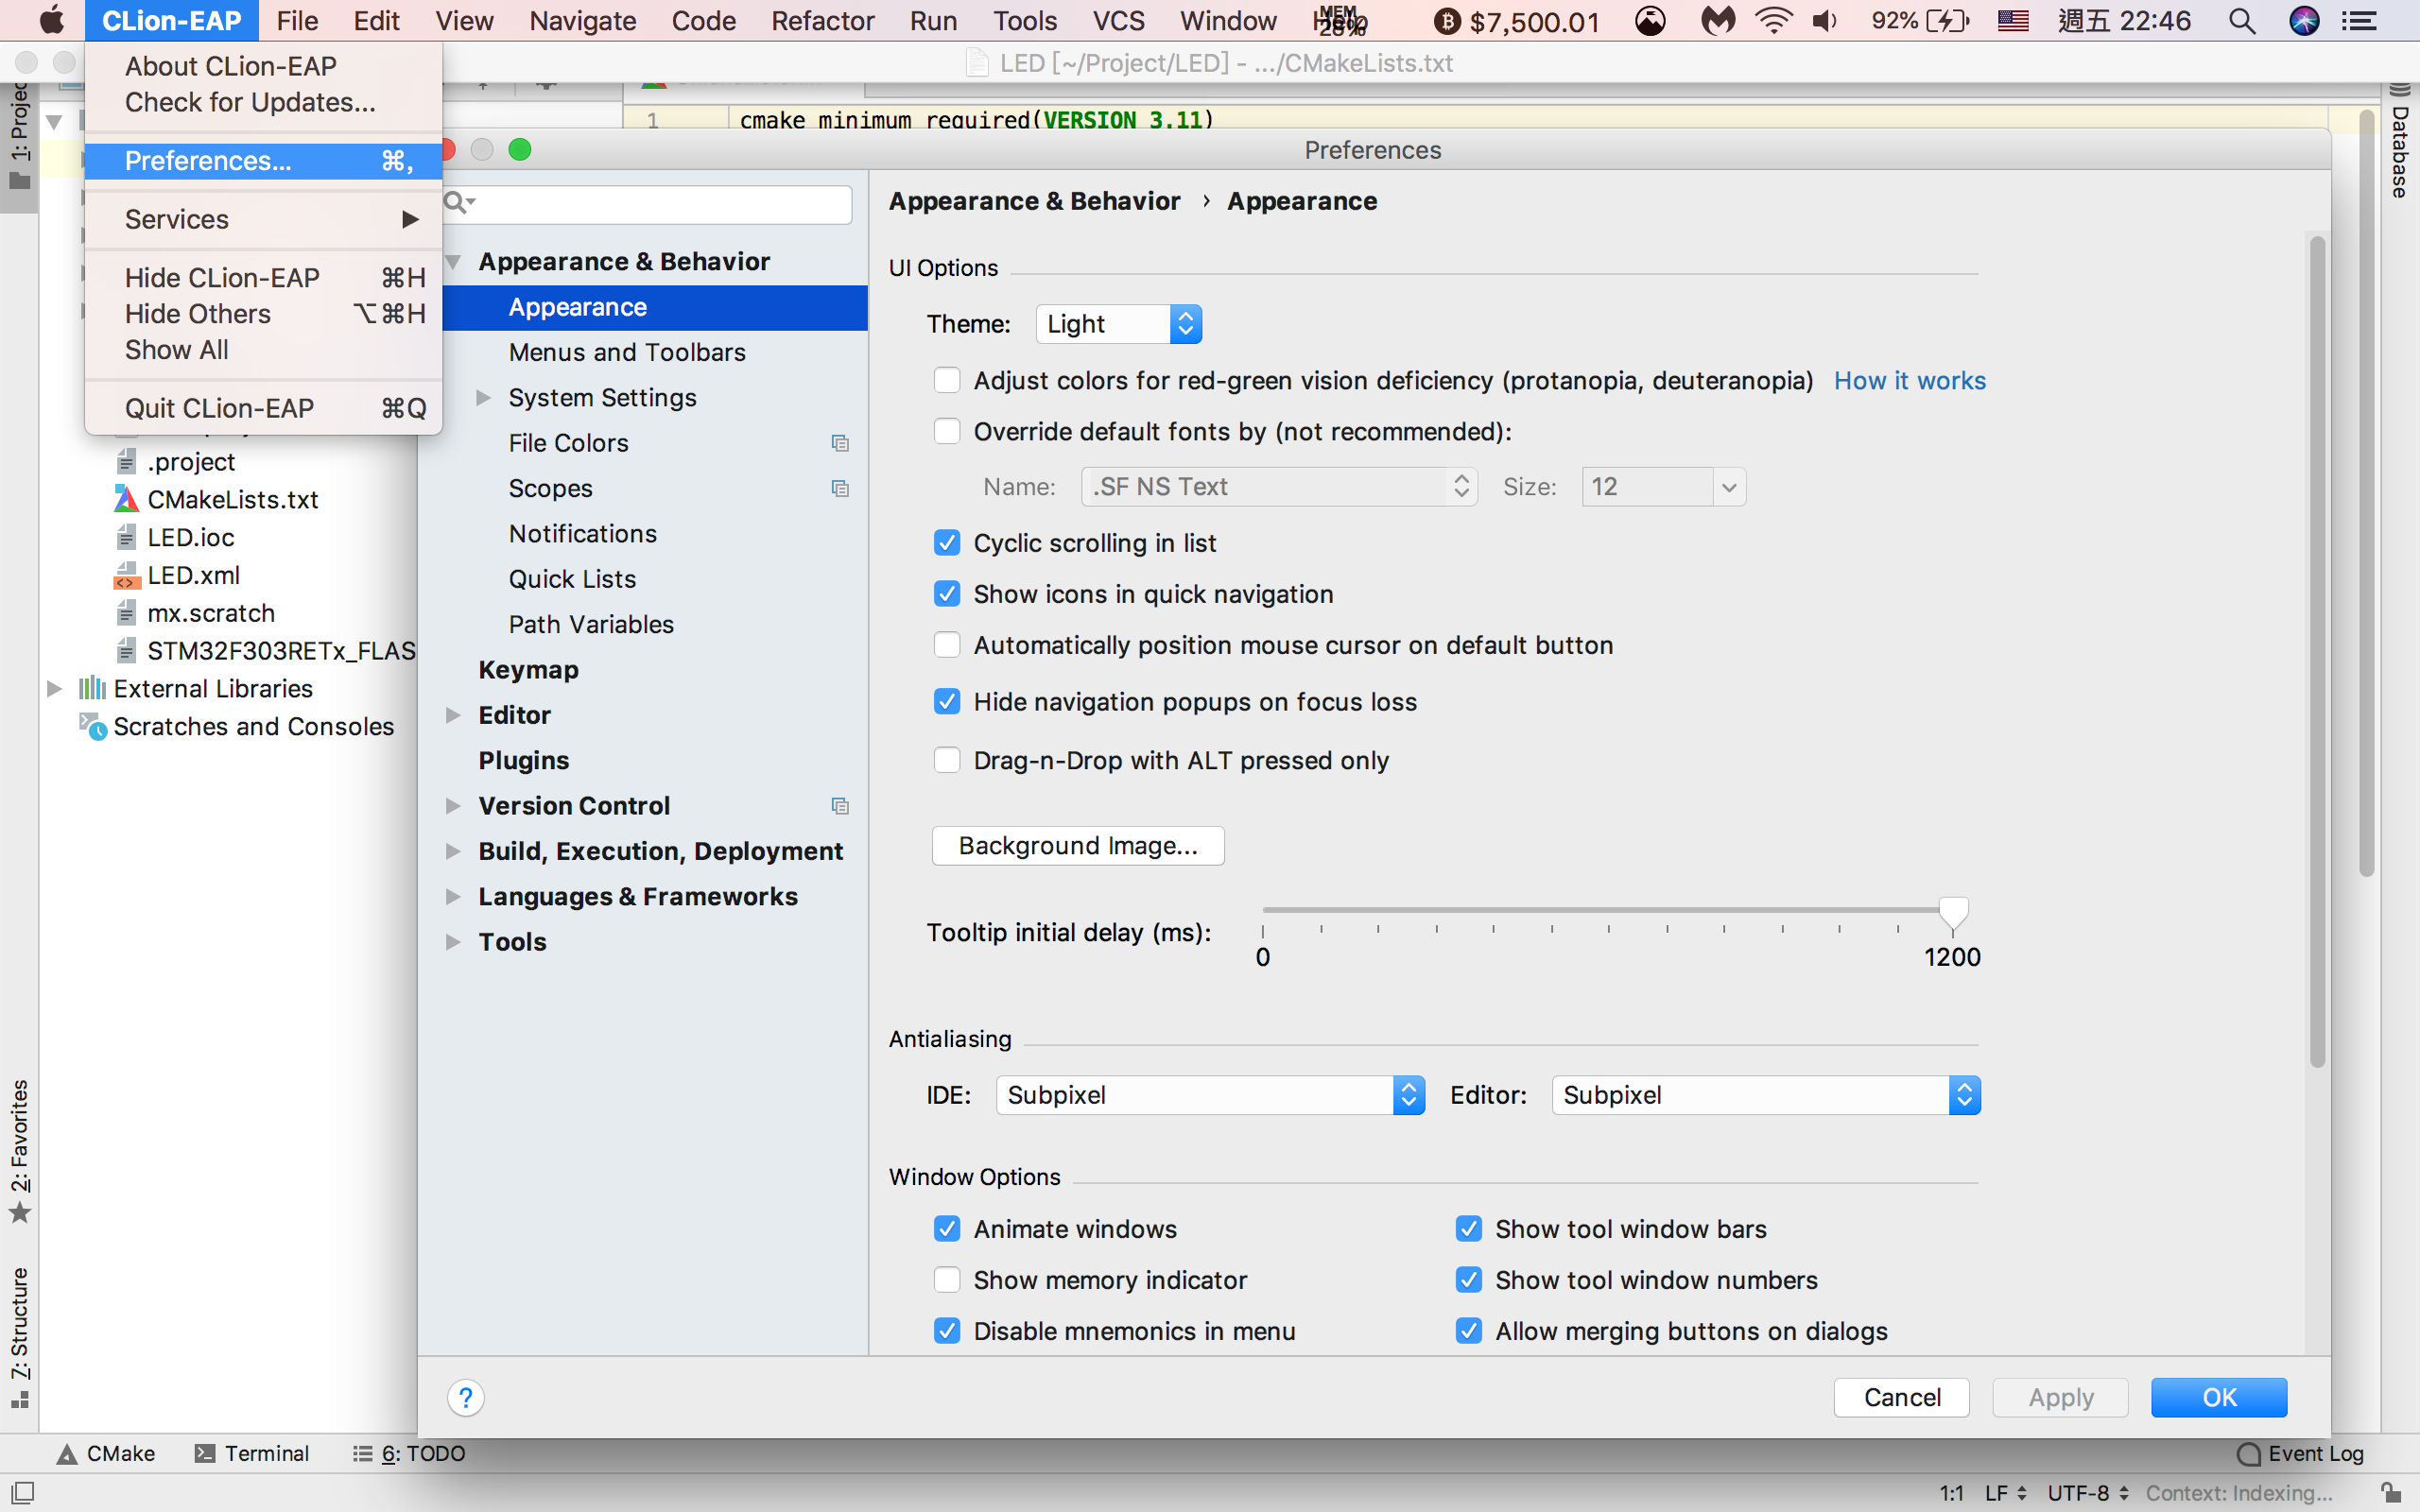 CLion-EAP File Edit View Navigate Code Refactor Run Tools VCS Window Help $7,500.01 92% 週五 22:46
LED [~/Project/LED] - .../CMakeLists.txt
About CLion-EAP
Check for Updates...
Preferences... ⌘,
Services
Hide CLion-EAP ⌘H
Hide Others ⌥⌘H
Show All
Quit CLion-EAP ⌘Q
1 cmake_minimum_required(VERSION 3.11)
.project
CMakeLists.txt
LED.ioc
LED.xml
mx.scratch
STM32F303RETx_FLAS
External Libraries
Scratches and Consoles
2: Favorites
7: Structure
Database
Preferences
Appearance & Behavior
Appearance
Menus and Toolbars
System Settings
File Colors
Scopes
Notifications
Quick Lists
Path Variables
Keymap
Editor
Plugins
Version Control
Build, Execution, Deployment
Languages & Frameworks
Tools
Appearance & Behavior › Appearance
UI Options
Theme: Light
Adjust colors for red-green vision deficiency (protanopia, deuteranopia) How it works
Override default fonts by (not recommended):
Name: .SF NS Text Size: 12
Cyclic scrolling in list
Show icons in quick navigation
Automatically position mouse cursor on default button
Hide navigation popups on focus loss
Drag-n-Drop with ALT pressed only
Background Image...
Tooltip initial delay (ms):
0 1200
Antialiasing
IDE: Subpixel Editor: Subpixel
Window Options
Animate windows Show tool window bars
Show memory indicator Show tool window numbers
Disable mnemonics in menu Allow merging buttons on dialogs
? Cancel Apply OK
CMake Terminal 6: TODO Event Log
1:1 LF UTF-8 Context: Indexing...